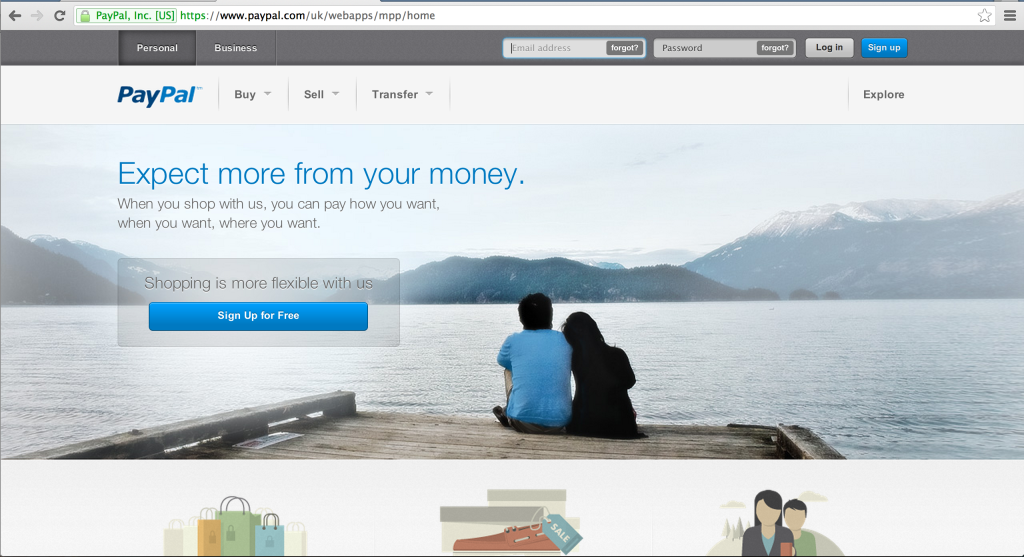 PayPal, Inc. [US] https://www.paypal.com/uk/webapps/mpp/home
Personal Business Email address forgot? Password forgot? Log in Sign up
PayPal™ Buy Sell Transfer Explore
Expect more from your money.
When you shop with us, you can pay how you want,
when you want, where you want.
Shopping is more flexible with us
Sign Up for Free
SALE